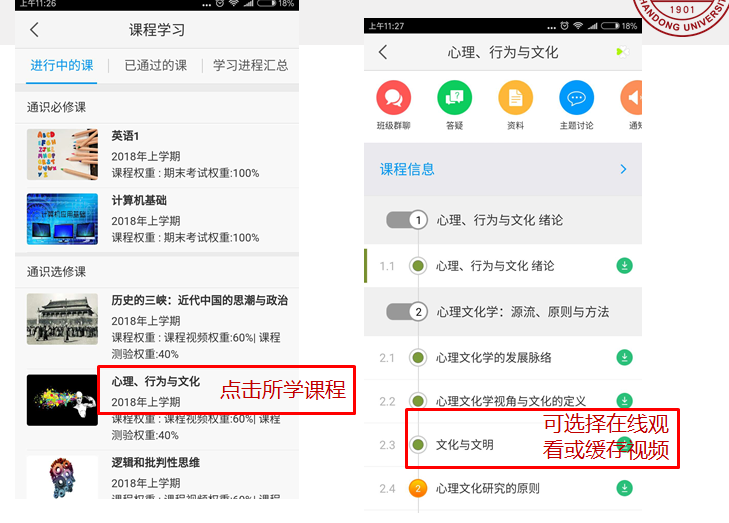 上午11:26
18%
课程学习
进行中的课
已通过的课
学习进程汇总
通识必修课
英语1
2018年上学期
课程权重：期末考试权重:100%
计算机基础
2018年上学期
课程权重：期末考试权重:100%
通识选修课
历史的三峡：近代中国的思潮与政治
2018年上学期
课程权重：课程视频权重:60%| 课程
测验权重:40%
心理、行为与文化
点击所学课程
2018年上学期
课程权重：课程视频权重:60%| 课程
测验权重:40%
逻辑和批判性思维
2018年上学期
课程权重：课程视频权重:60%| 课程
1901
SHANDONG UNIVERSITY
上午11:27
18%
心理、行为与文化
班级群聊
答疑
资料
主题讨论
通知
课程信息
1 心理、行为与文化 绪论
1.1 心理、行为与文化 绪论
2 心理文化学：源流、原则与方法
2.1 心理文化学的发展脉络
2.2 心理文化学视角与文化的定义
2.3 文化与文明
可选择在线观
看或缓存视频
2.4 2 心理文化研究的原则